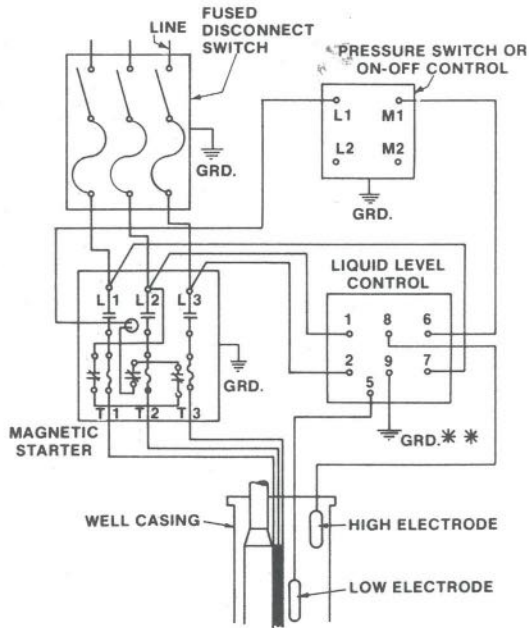 LINE
FUSED
DISCONNECT
SWITCH
PRESSURE SWITCH OR
ON-OFF CONTROL
L1 M1
L2 M2
GRD.
GRD.
LIQUID LEVEL
CONTROL
L1 L2 L3
1 8 6
2 9 7
5
GRD.
GRD.**
T1 T2 T3
MAGNETIC
STARTER
WELL CASING
HIGH ELECTRODE
LOW ELECTRODE